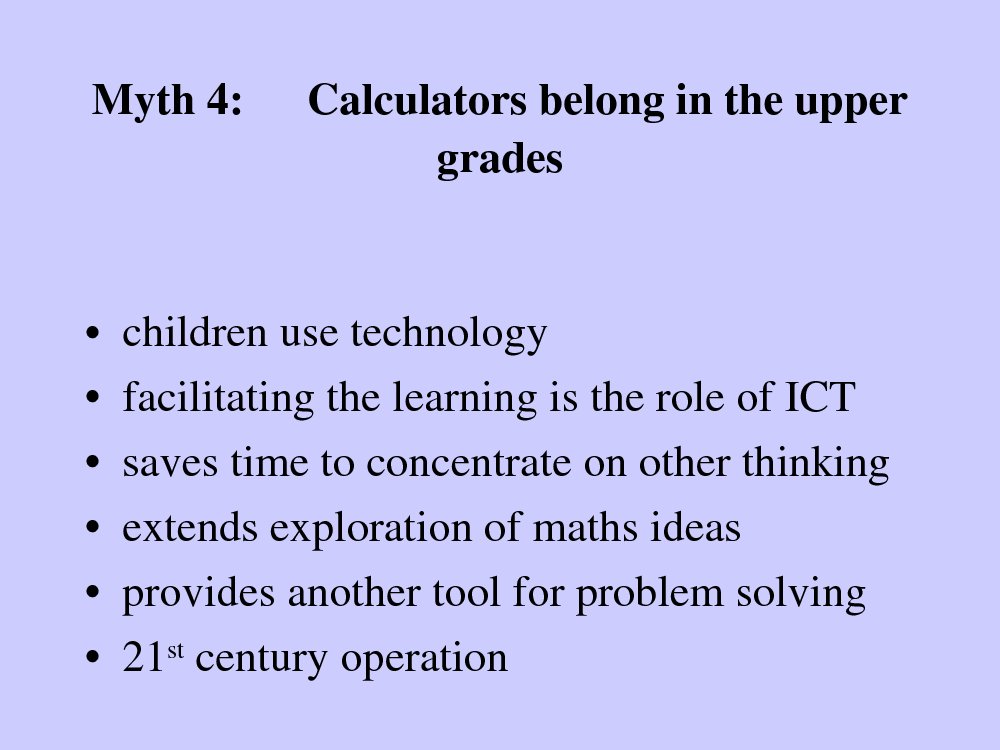 Myth 4: Calculators belong in the upper
grades
• children use technology
• facilitating the learning is the role of ICT
• saves time to concentrate on other thinking
• extends exploration of maths ideas
• provides another tool for problem solving
• 21st century operation